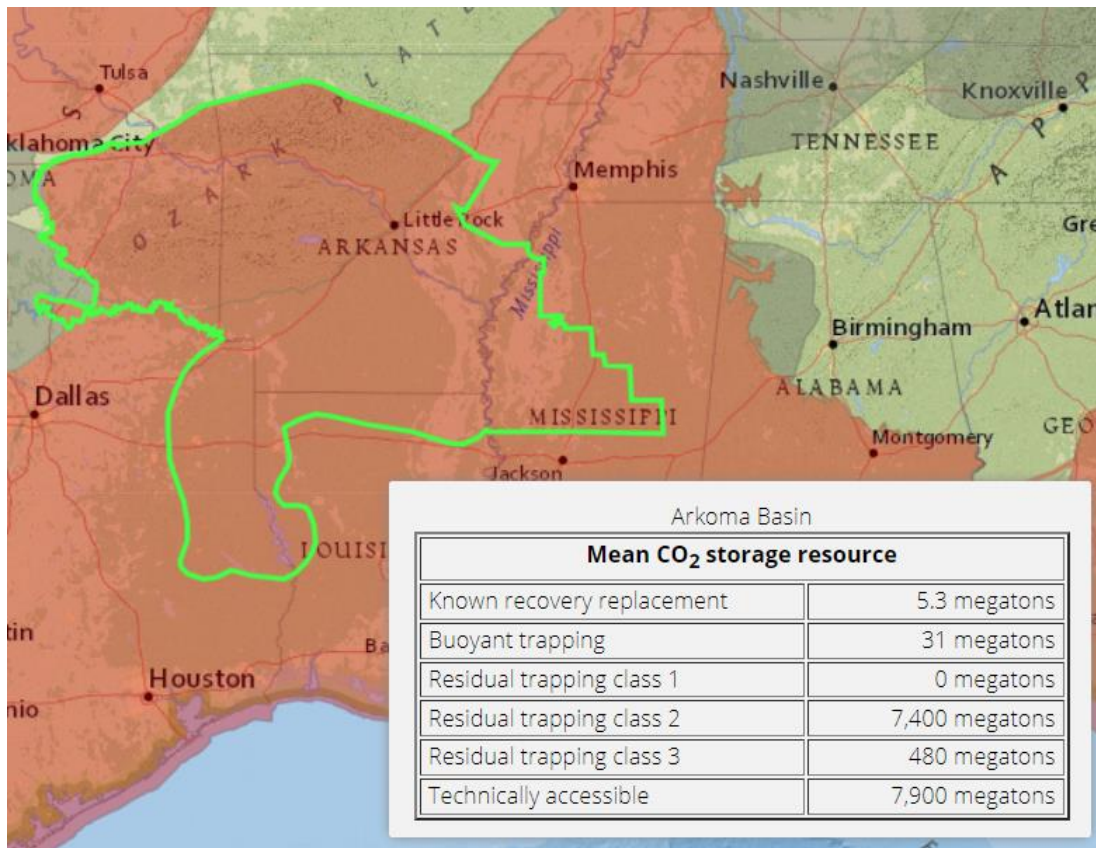 Tulsa
Nashville
Knoxville
klahoma City
TENNESSEE
OMA
Memphis
OZARK PLAT
Little Rock
ARKANSAS
Mississippi
Gre
APP
S
Atlan
Birmingham
Dallas
ALABAMA
MISSISSIPPI
GEO
Montgomery
Jackson
LOUISI
tin
Ba
Houston
nio
Arkoma Basin
Mean CO₂ storage resource
Known recovery replacement 5.3 megatons
Buoyant trapping 31 megatons
Residual trapping class 1 0 megatons
Residual trapping class 2 7,400 megatons
Residual trapping class 3 480 megatons
Technically accessible 7,900 megatons